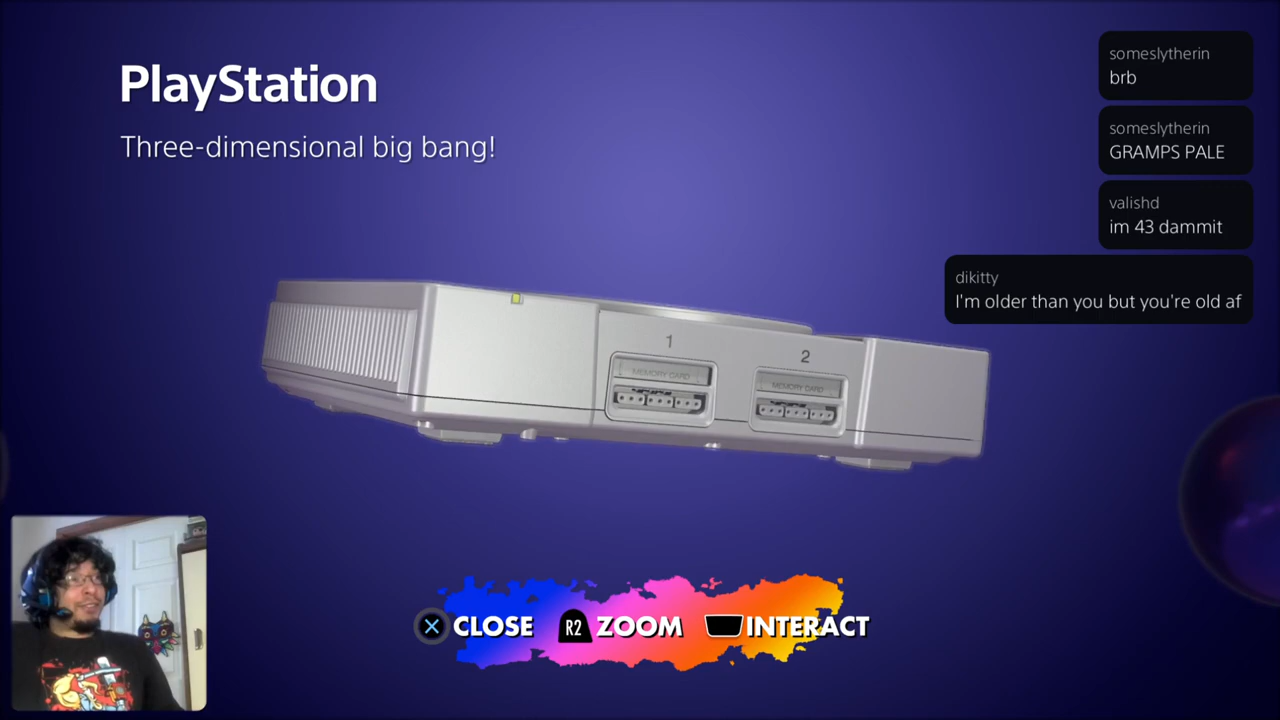 PlayStation
Three-dimensional big bang!
someslytherin
brb
someslytherin
GRAMPS PALE
valishd
im 43 dammit
dikitty
I'm older than you but you're old af
1
2
MEMORY CARD
MEMORY CARD
CLOSE R2 ZOOM INTERACT